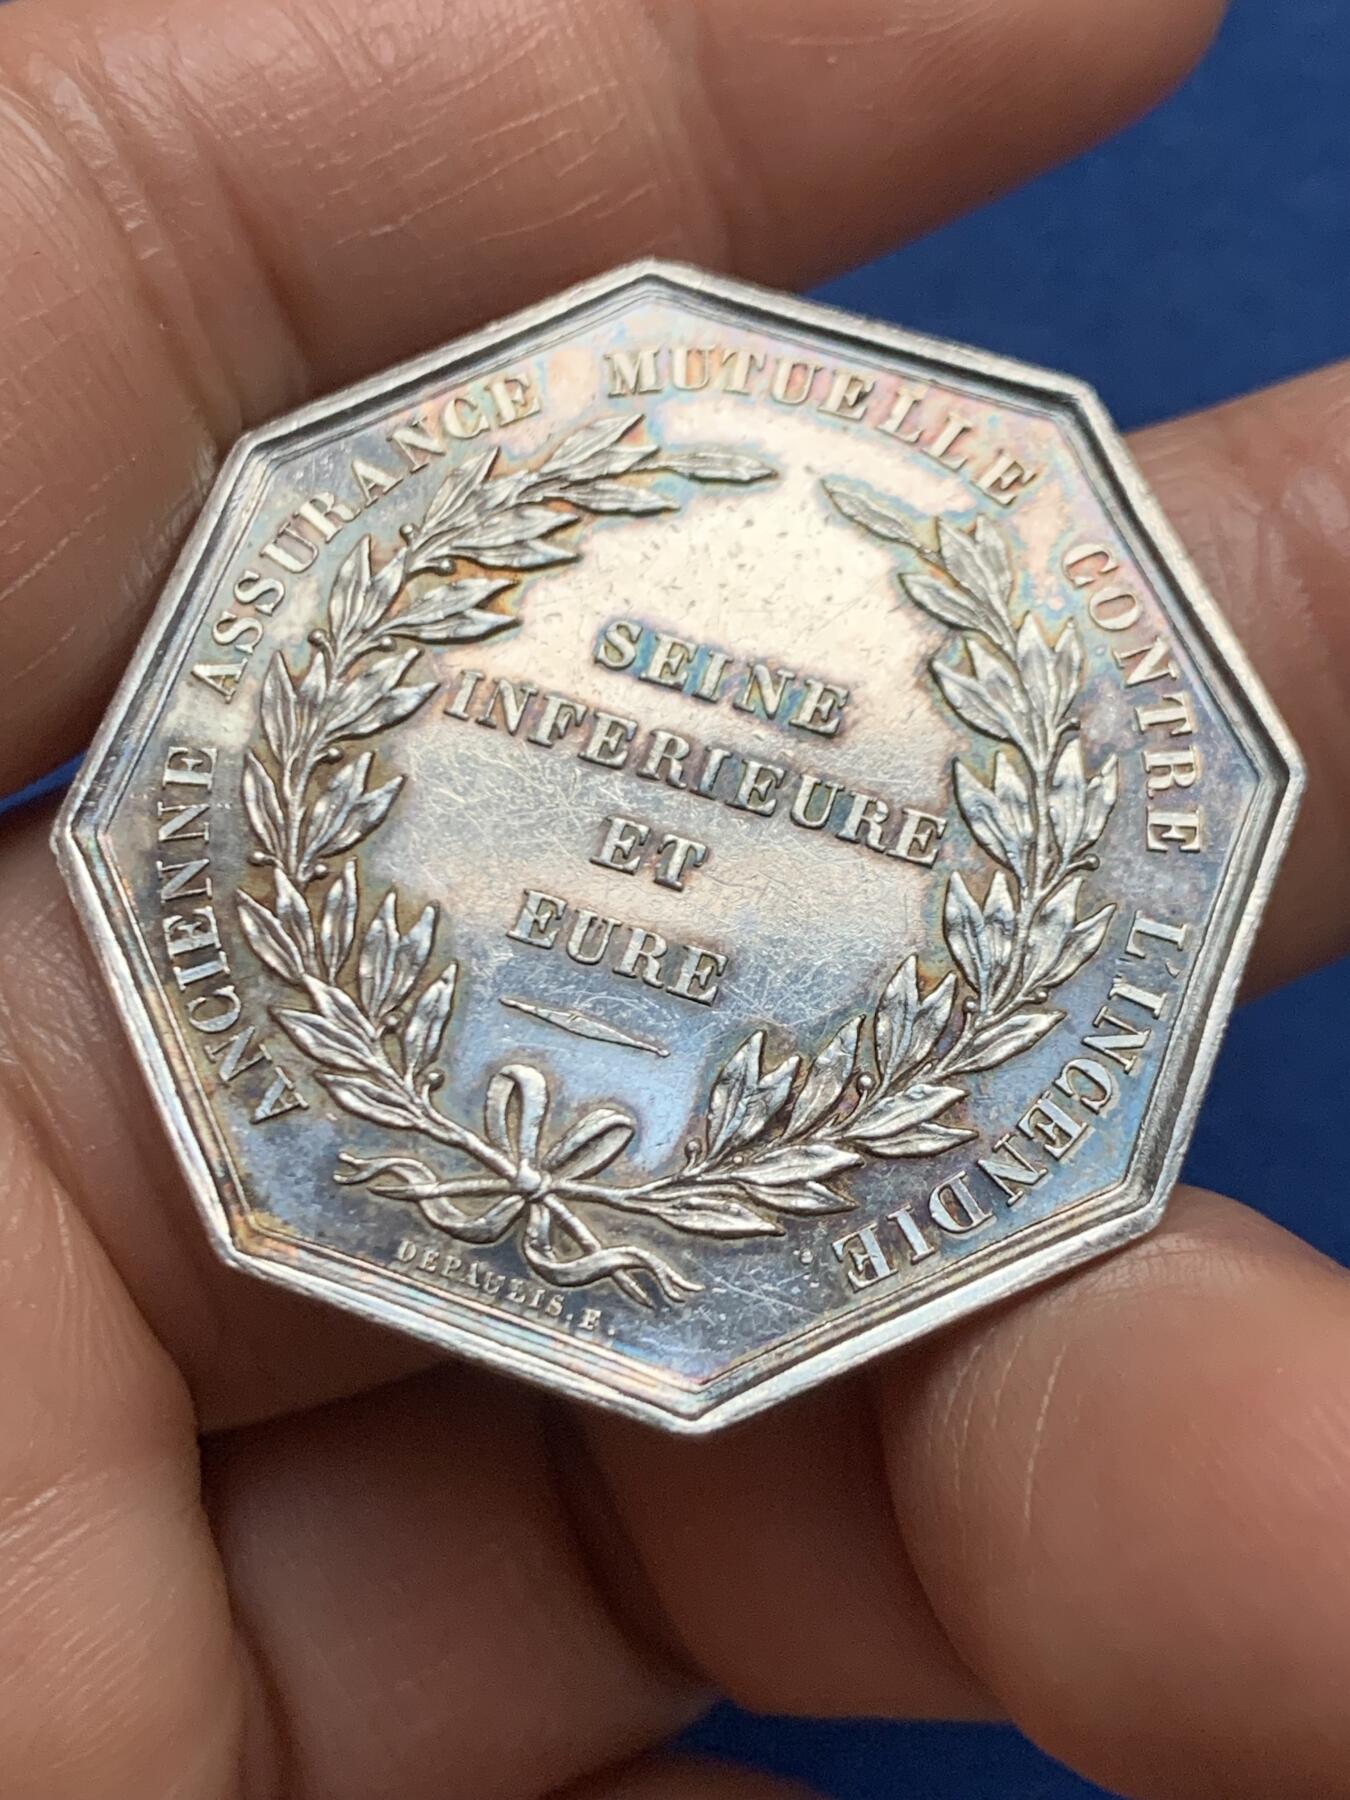 ANCIENNE ASSURANCE MUTUELLE CONTRE L'INCENDIE.
SEINE
INFERIEURE
ET
EURE
DEPAULIS.F.